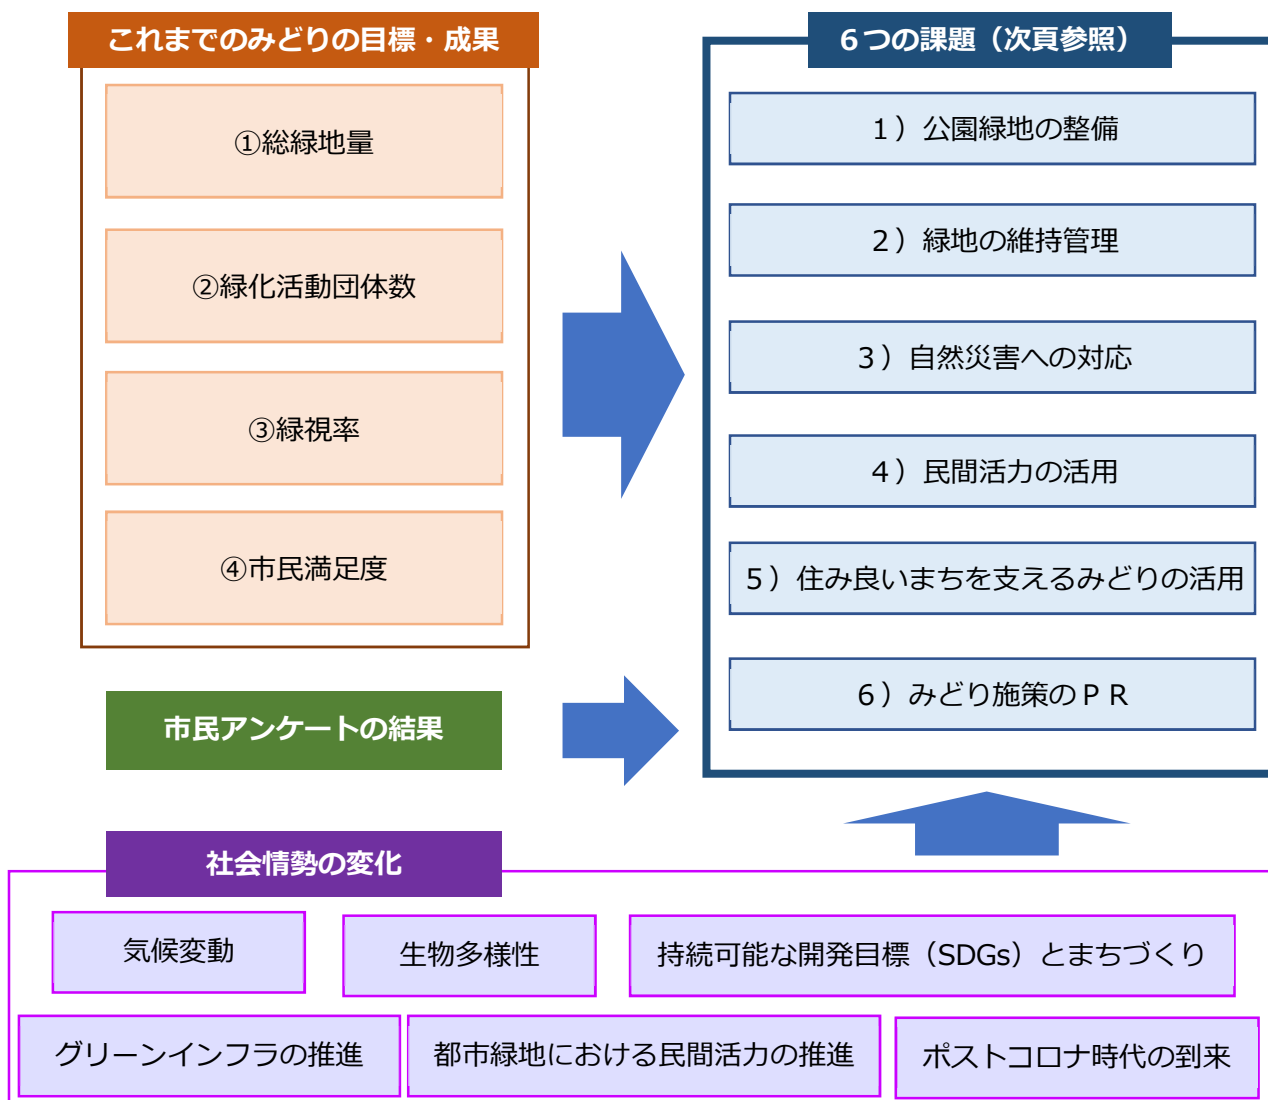 これまでのみどりの目標・成果
①総緑地量
②緑化活動団体数
③緑視率
④市民満足度
市民アンケートの結果
６つの課題（次頁参照）
１）公園緑地の整備
２）緑地の維持管理
３）自然災害への対応
４）民間活力の活用
５）住み良いまちを支えるみどりの活用
６）みどり施策のＰＲ
社会情勢の変化
気候変動
生物多様性
持続可能な開発目標（SDGs）とまちづくり
グリーンインフラの推進
都市緑地における民間活力の推進
ポストコロナ時代の到来